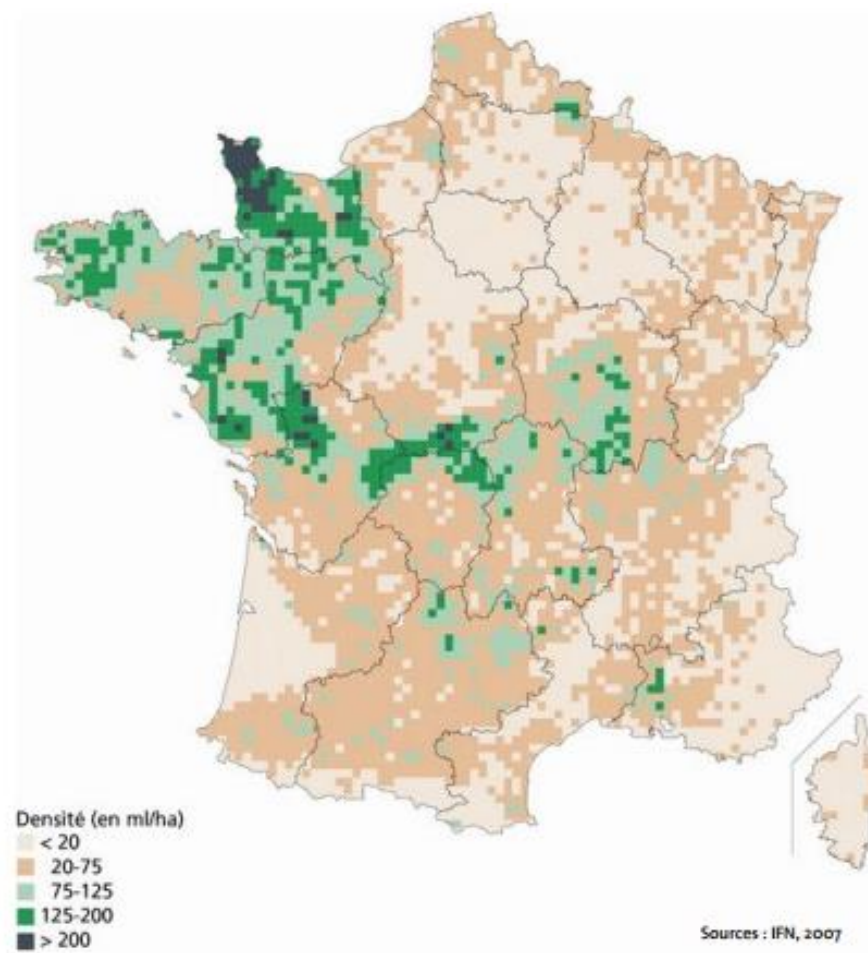 Densité (en ml/ha)
< 20
20-75
75-125
125-200
> 200
Sources : IFN, 2007